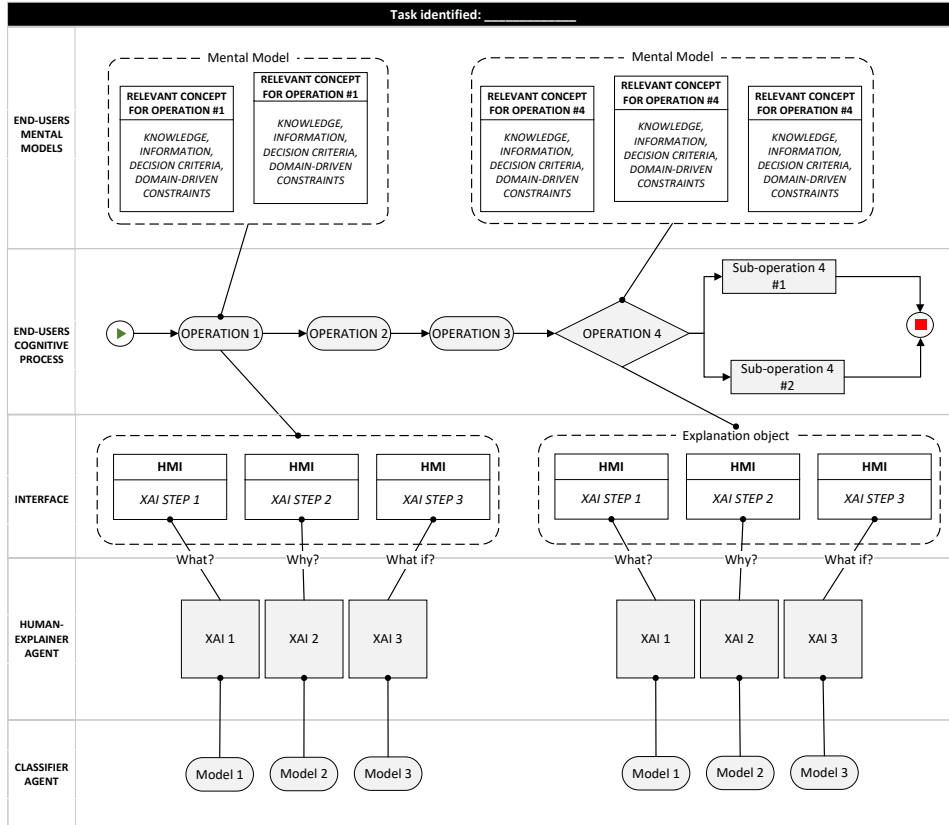 Task identified: _____________
END-USERS
MENTAL
MODELS
Mental Model
RELEVANT CONCEPT
FOR OPERATION #1
KNOWLEDGE,
INFORMATION,
DECISION CRITERIA,
DOMAIN-DRIVEN
CONSTRAINTS
RELEVANT CONCEPT
FOR OPERATION #1
KNOWLEDGE,
INFORMATION,
DECISION CRITERIA,
DOMAIN-DRIVEN
CONSTRAINTS
Mental Model
RELEVANT CONCEPT
FOR OPERATION #4
KNOWLEDGE,
INFORMATION,
DECISION CRITERIA,
DOMAIN-DRIVEN
CONSTRAINTS
RELEVANT CONCEPT
FOR OPERATION #4
KNOWLEDGE,
INFORMATION,
DECISION CRITERIA,
DOMAIN-DRIVEN
CONSTRAINTS
RELEVANT CONCEPT
FOR OPERATION #4
KNOWLEDGE,
INFORMATION,
DECISION CRITERIA,
DOMAIN-DRIVEN
CONSTRAINTS
END-USERS
COGNITIVE
PROCESS
OPERATION 1
OPERATION 2
OPERATION 3
OPERATION 4
Sub-operation 4
#1
Sub-operation 4
#2
INTERFACE
HMI
XAI STEP 1
HMI
XAI STEP 2
HMI
XAI STEP 3
Explanation object
HMI
XAI STEP 1
HMI
XAI STEP 2
HMI
XAI STEP 3
What?
Why?
What if?
What?
Why?
What if?
HUMAN-
EXPLAINER
AGENT
XAI 1
XAI 2
XAI 3
XAI 1
XAI 2
XAI 3
CLASSIFIER
AGENT
Model 1
Model 2
Model 3
Model 1
Model 2
Model 3